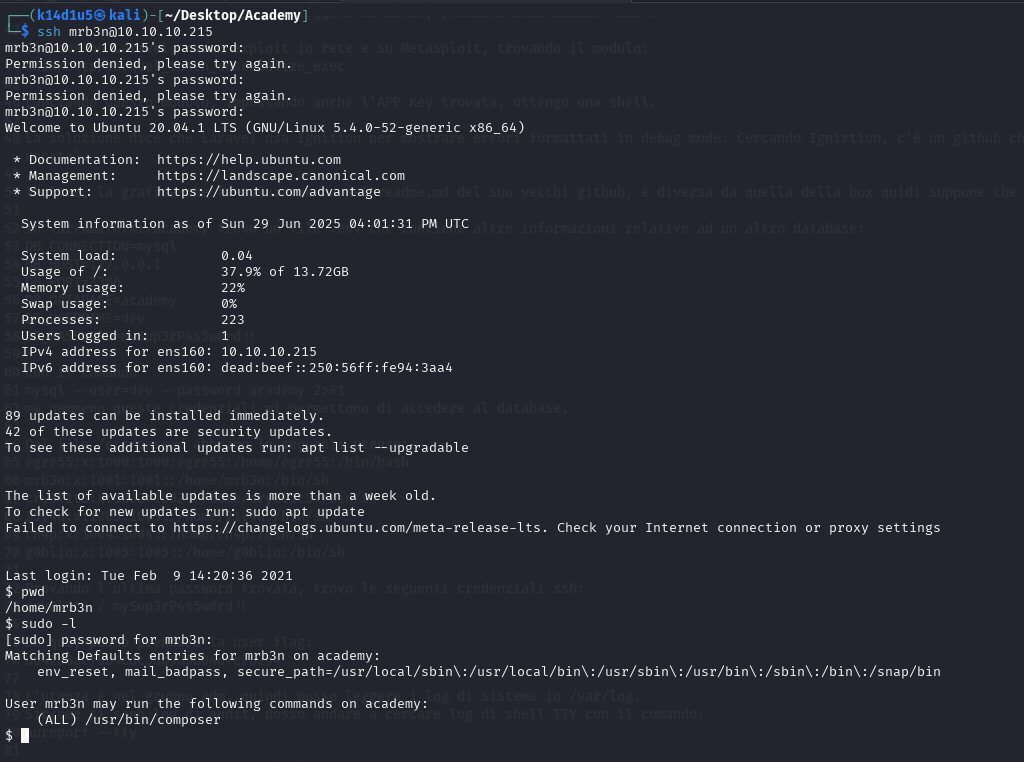 ┌──(k14d1u5㉿kali)-[~/Desktop/Academy]
└─$ ssh mrb3n@10.10.10.215
mrb3n@10.10.10.215's password:
Permission denied, please try again.
mrb3n@10.10.10.215's password:
Permission denied, please try again.
mrb3n@10.10.10.215's password:
Welcome to Ubuntu 20.04.1 LTS (GNU/Linux 5.4.0-52-generic x86_64)

 * Documentation:  https://help.ubuntu.com
 * Management:     https://landscape.canonical.com
 * Support:        https://ubuntu.com/advantage

  System information as of Sun 29 Jun 2025 04:01:31 PM UTC

  System load:             0.04
  Usage of /:              37.9% of 13.72GB
  Memory usage:            22%
  Swap usage:              0%
  Processes:               223
  Users logged in:         1
  IPv4 address for ens160: 10.10.10.215
  IPv6 address for ens160: dead:beef::250:56ff:fe94:3aa4

89 updates can be installed immediately.
42 of these updates are security updates.
To see these additional updates run: apt list --upgradable

The list of available updates is more than a week old.
To check for new updates run: sudo apt update
Failed to connect to https://changelogs.ubuntu.com/meta-release-lts. Check your Internet connection or proxy settings

Last login: Tue Feb  9 14:20:36 2021
$ pwd
/home/mrb3n
$ sudo -l
[sudo] password for mrb3n:
Matching Defaults entries for mrb3n on academy:
    env_reset, mail_badpass, secure_path=/usr/local/sbin\:/usr/local/bin\:/usr/sbin\:/usr/bin\:/sbin\:/bin\:/snap/bin

User mrb3n may run the following commands on academy:
    (ALL) /usr/bin/composer
$